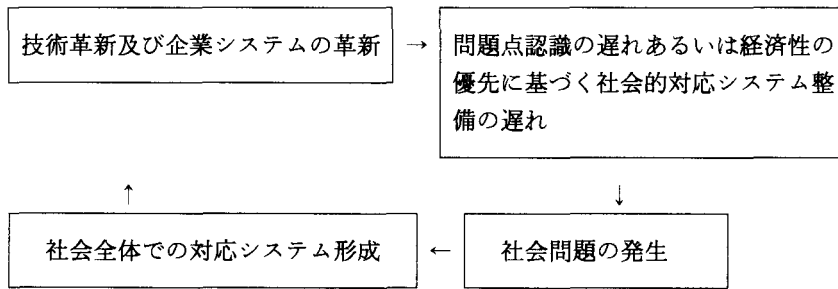 技術革新及び企業システムの革新
→
問題点認識の遅れあるいは経済性の
優先に基づく社会的対応システム整
備の遅れ
↑
↓
社会全体での対応システム形成
←
社会問題の発生